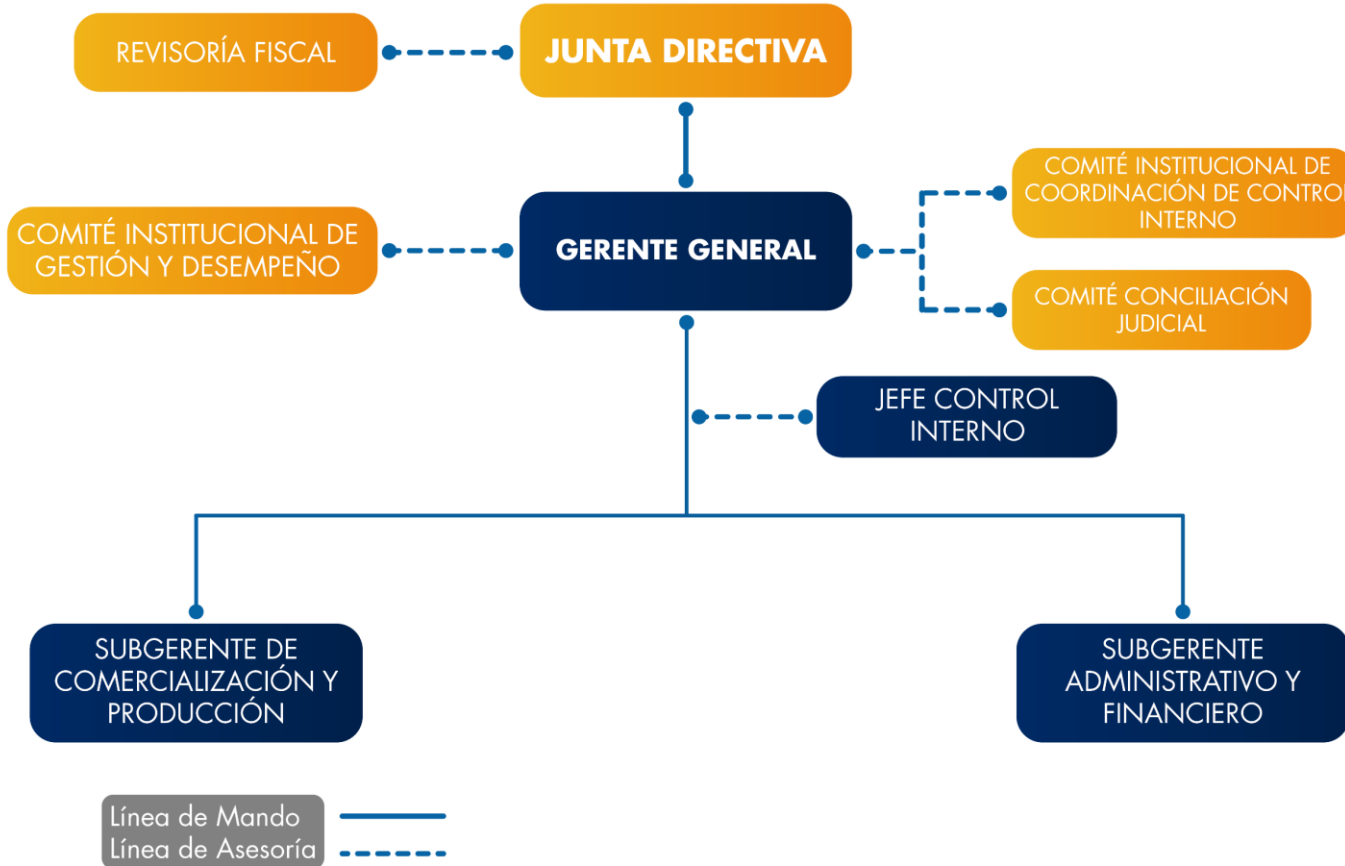 REVISORÍA FISCAL
JUNTA DIRECTIVA
COMITÉ INSTITUCIONAL DE
COORDINACIÓN DE CONTROL
INTERNO
COMITÉ INSTITUCIONAL DE
GESTIÓN Y DESEMPEÑO
GERENTE GENERAL
COMITÉ CONCILIACIÓN
JUDICIAL
JEFE CONTROL
INTERNO
SUBGERENTE DE
COMERCIALIZACIÓN Y
PRODUCCIÓN
SUBGERENTE
ADMINISTRATIVO Y
FINANCIERO
Línea de Mando
Línea de Asesoría